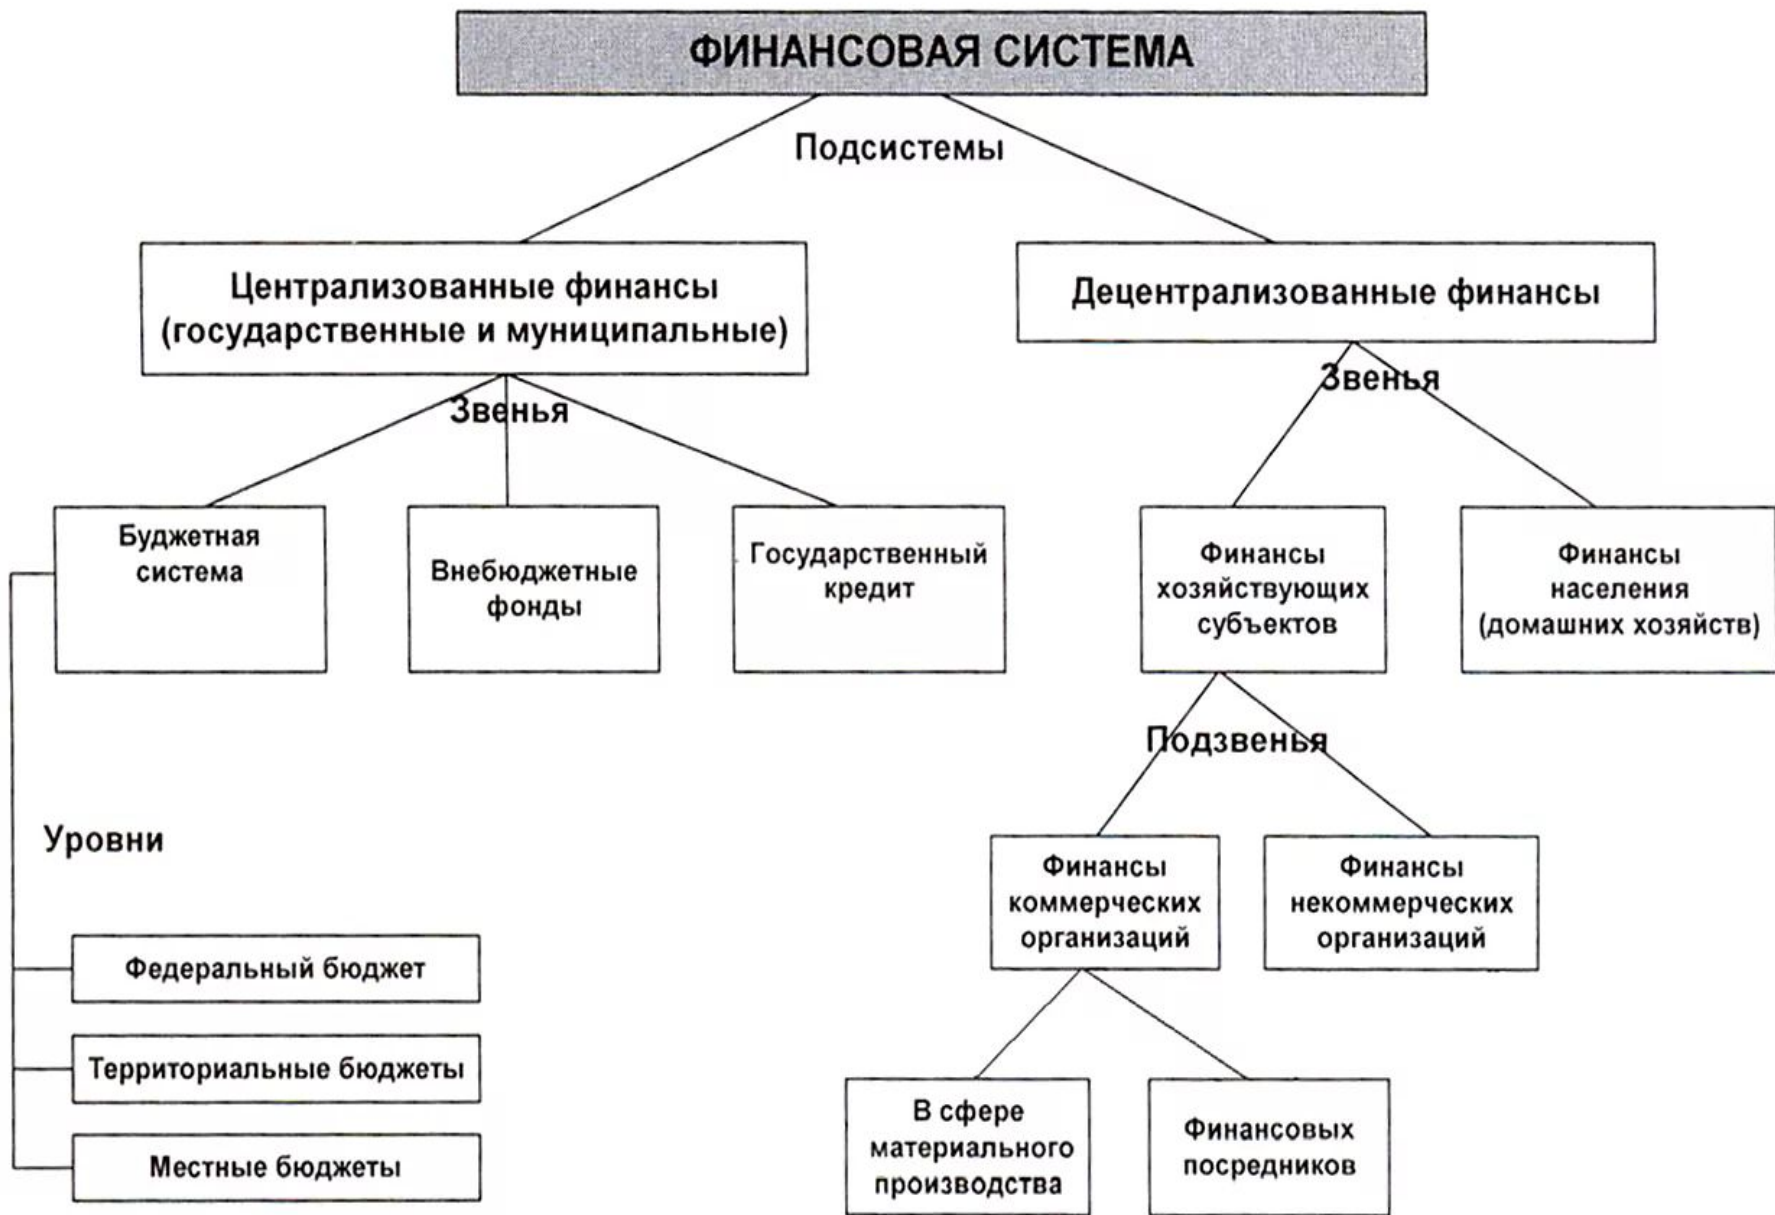 ФИНАНСОВАЯ СИСТЕМА
Подсистемы
Централизованные финансы
(государственные и муниципальные)
Децентрализованные финансы
Звенья
Звенья
Буджетная
система
Внебюджетные
фонды
Государственный
кредит
Финансы
хозяйствующих
субъектов
Финансы
населения
(домашних хозяйств)
Подзвенья
Уровни
Финансы
коммерческих
организаций
Финансы
некоммерческих
организаций
Федеральный бюджет
Территориальные бюджеты
Местные бюджеты
В сфере
материального
производства
Финансовых
посредников